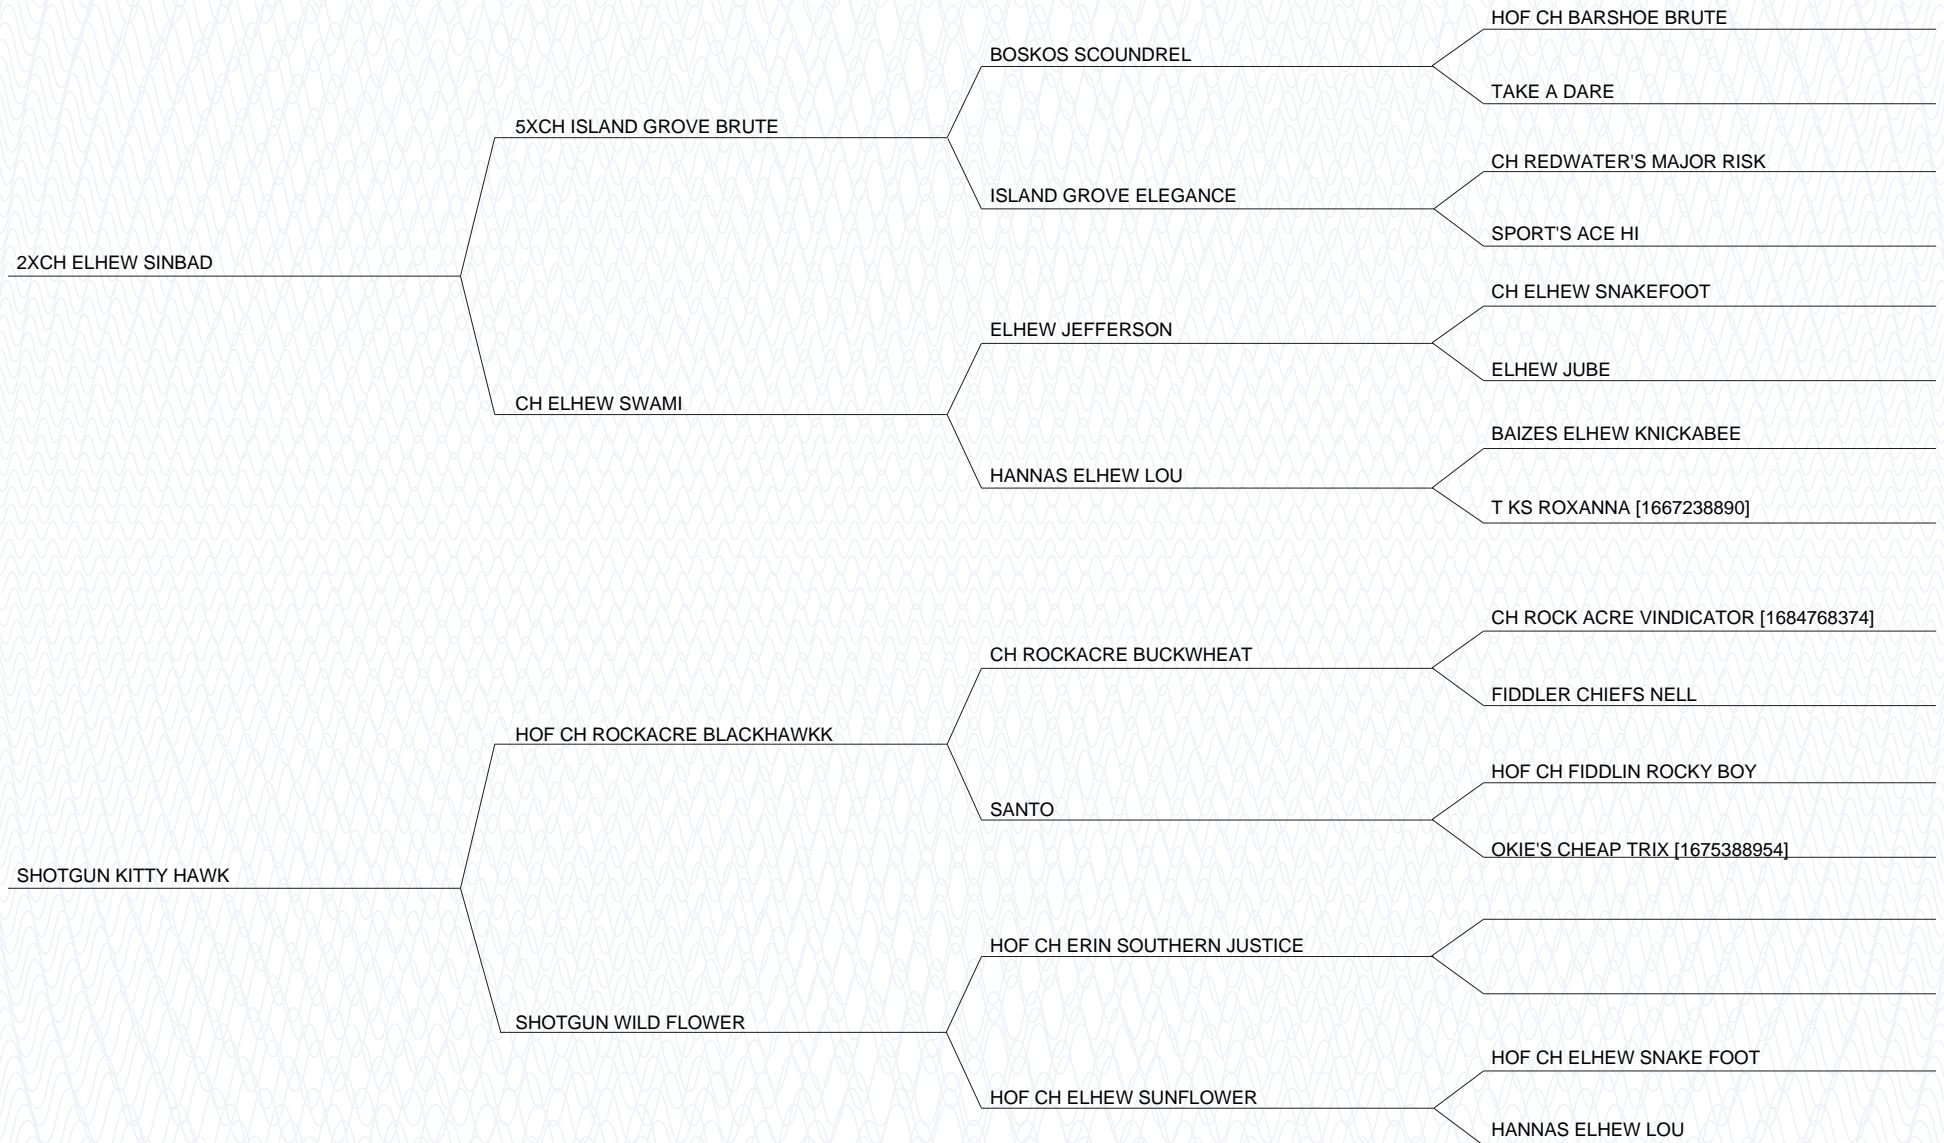 HOF CH BARSHOE BRUTE
BOSKOS SCOUNDREL
TAKE A DARE
5XCH ISLAND GROVE BRUTE
CH REDWATER'S MAJOR RISK
ISLAND GROVE ELEGANCE
SPORT'S ACE HI
2XCH ELHEW SINBAD
CH ELHEW SNAKEFOOT
ELHEW JEFFERSON
ELHEW JUBE
CH ELHEW SWAMI
BAIZES ELHEW KNICKABEE
HANNAS ELHEW LOU
T KS ROXANNA [1667238890]
CH ROCK ACRE VINDICATOR [1684768374]
CH ROCKACRE BUCKWHEAT
FIDDLER CHIEFS NELL
HOF CH ROCKACRE BLACKHAWKK
HOF CH FIDDLIN ROCKY BOY
SANTO
OKIE'S CHEAP TRIX [1675388954]
SHOTGUN KITTY HAWK
HOF CH ERIN SOUTHERN JUSTICE
SHOTGUN WILD FLOWER
HOF CH ELHEW SNAKE FOOT
HOF CH ELHEW SUNFLOWER
HANNAS ELHEW LOU